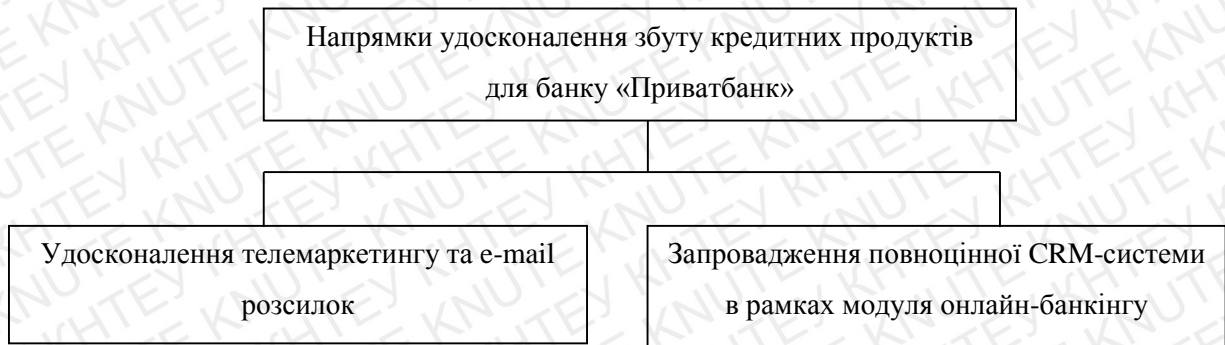 Напрямки удосконалення збуту кредитних продуктів
для банку «Приватбанк»
Удосконалення телемаркетингу та e-mail
розсилок
Запровадження повноцінної CRM-системи
в рамках модуля онлайн-банкінгу